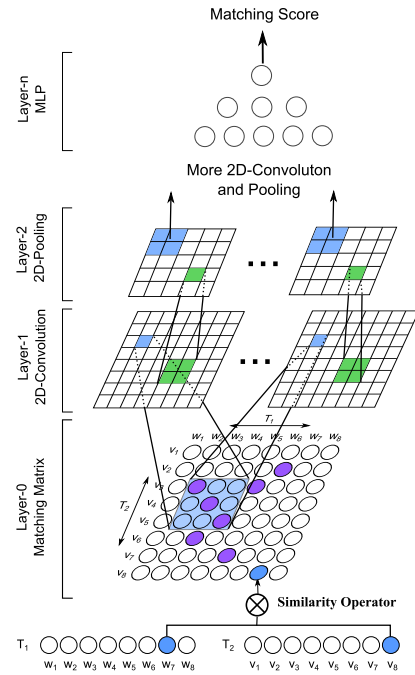 Matching Score
Layer-n
MLP
More 2D-Convoluton
and Pooling
Layer-2
2D-Pooling
...
...
Layer-1
2D-Convolution
...
Layer-0
Matching Matrix
T1
w1 w2 w3 w4 w5 w6 w7 w8
T2
v1
v2
v3
v4
v5
v6
v7
v8
Similarity Operator
T1
w1 w2 w3 w4 w5 w6 w7 w8
T2
v1 v2 v3 v4 v5 v6 v7 v8